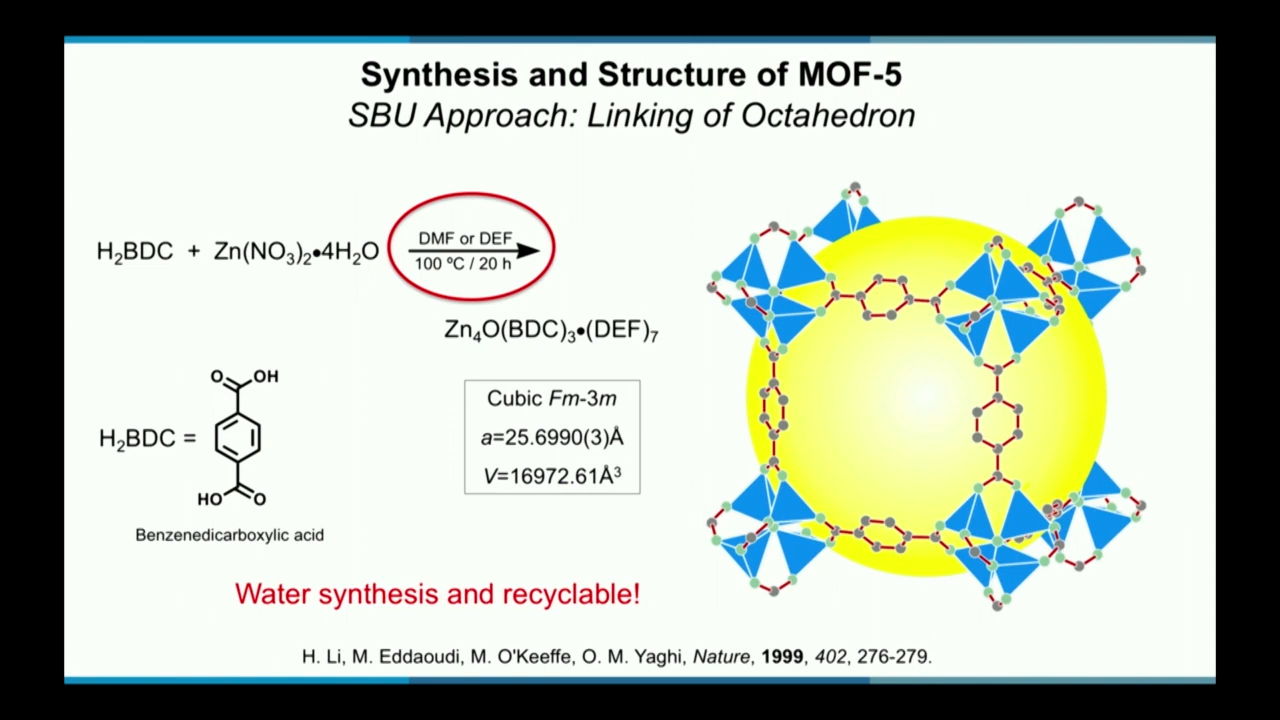 Synthesis and Structure of MOF-5
SBU Approach: Linking of Octahedron
H₂BDC + Zn(NO₃)₂•4H₂O
DMF or DEF
100 ºC / 20 h
Zn₄O(BDC)₃•(DEF)₇
Cubic Fm-3m
a=25.6990(3)Å
V=16972.61Å³
H₂BDC =
O OH
HO O
Benzenedicarboxylic acid
Water synthesis and recyclable!
H. Li, M. Eddaoudi, M. O'Keeffe, O. M. Yaghi, Nature, 1999, 402, 276-279.